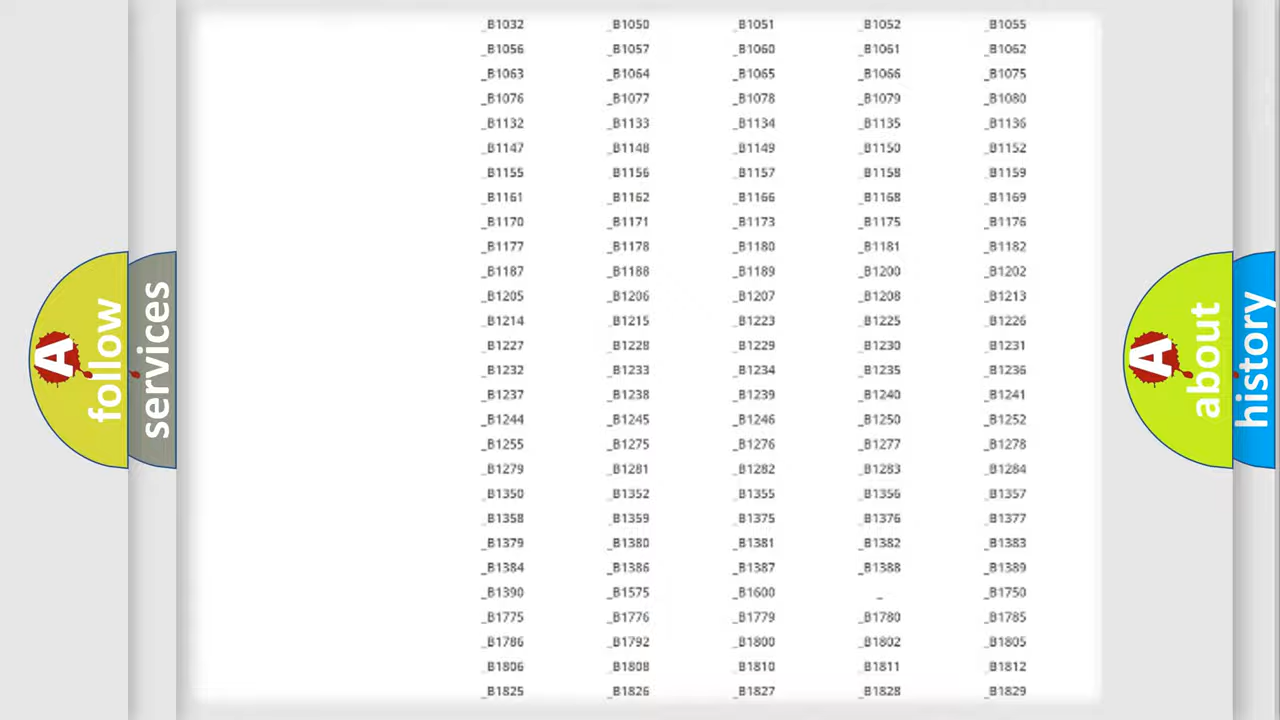 _B1032 _B1050 _B1051 _B1052 _B1055
_B1056 _B1057 _B1060 _B1061 _B1062
_B1063 _B1064 _B1065 _B1066 _B1075
_B1076 _B1077 _B1078 _B1079 _B1080
_B1132 _B1133 _B1134 _B1135 _B1136
_B1147 _B1148 _B1149 _B1150 _B1152
_B1155 _B1156 _B1157 _B1158 _B1159
_B1161 _B1162 _B1166 _B1168 _B1169
_B1170 _B1171 _B1173 _B1175 _B1176
_B1177 _B1178 _B1180 _B1181 _B1182
_B1187 _B1188 _B1189 _B1200 _B1202
_B1205 _B1206 _B1207 _B1208 _B1213
_B1214 _B1215 _B1223 _B1225 _B1226
_B1227 _B1228 _B1229 _B1230 _B1231
_B1232 _B1233 _B1234 _B1235 _B1236
_B1237 _B1238 _B1239 _B1240 _B1241
_B1244 _B1245 _B1246 _B1250 _B1252
_B1255 _B1275 _B1276 _B1277 _B1278
_B1279 _B1281 _B1282 _B1283 _B1284
_B1350 _B1352 _B1355 _B1356 _B1357
_B1358 _B1359 _B1375 _B1376 _B1377
_B1379 _B1380 _B1381 _B1382 _B1383
_B1384 _B1386 _B1387 _B1388 _B1389
_B1390 _B1575 _B1600 _ _B1750
_B1775 _B1776 _B1779 _B1780 _B1785
_B1786 _B1792 _B1800 _B1802 _B1805
_B1806 _B1808 _B1810 _B1811 _B1812
_B1825 _B1826 _B1827 _B1828 _B1829
A follow
services
A about
history